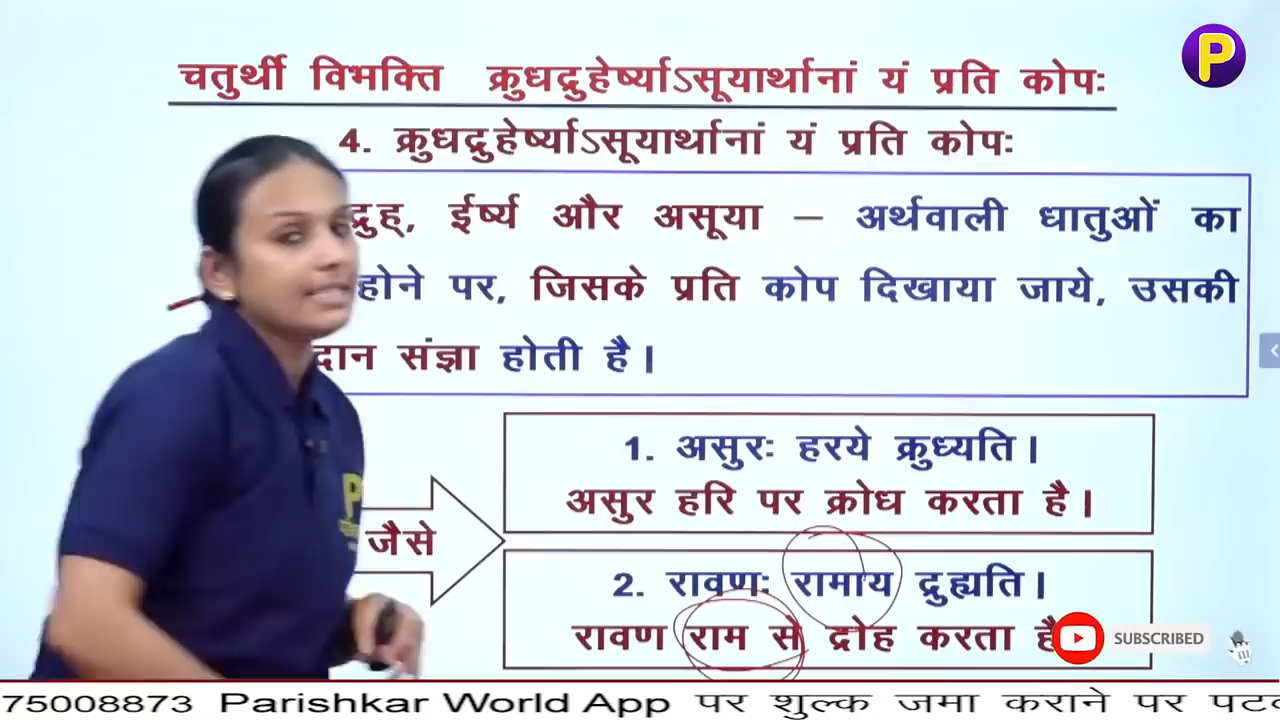 P
चतुर्थी विभक्ति क्रुधद्रुहेर्ष्याऽसूयार्थानां यं प्रति कोपः
4. क्रुधद्रुहेर्ष्याऽसूयार्थानां यं प्रति कोपः
द्रुह्, ईर्ष्य और असूया – अर्थवाली धातुओं का
होने पर, जिसके प्रति कोप दिखाया जाये, उसकी
दान संज्ञा होती है।
1. असुरः हरये क्रुध्यति।
असुर हरि पर क्रोध करता है।
जैसे
2. रावणः रामाय द्रुह्यति।
रावण राम से द्रोह करता है
SUBSCRIBED
75008873 Parishkar World App पर शुल्क जमा कराने पर